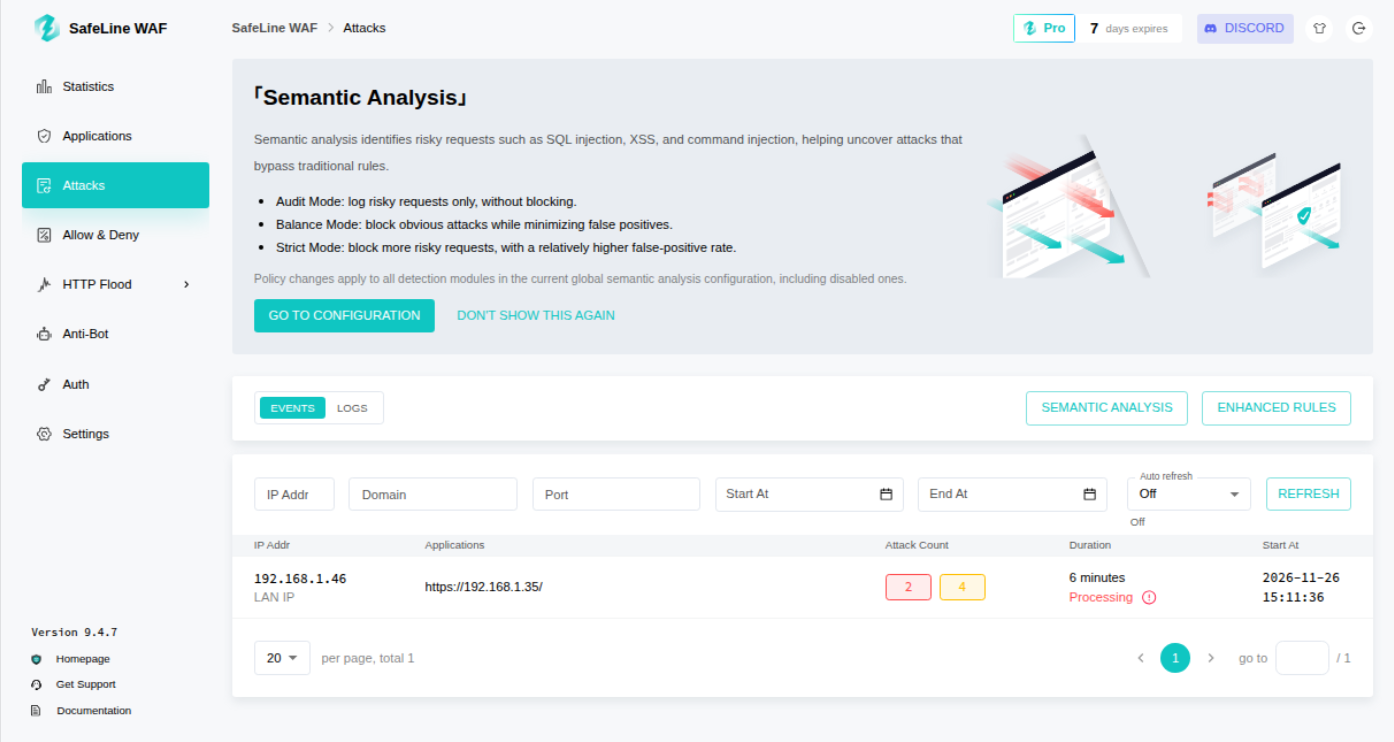 SafeLine WAF
SafeLine WAF > Attacks
Pro 7 days expires
DISCORD
Statistics
Applications
Attacks
Allow & Deny
HTTP Flood
Anti-Bot
Auth
Settings
Version 9.4.7
Homepage
Get Support
Documentation
「Semantic Analysis」
Semantic analysis identifies risky requests such as SQL injection, XSS, and command injection, helping uncover attacks that
bypass traditional rules.
• Audit Mode: log risky requests only, without blocking.
• Balance Mode: block obvious attacks while minimizing false positives.
• Strict Mode: block more risky requests, with a relatively higher false-positive rate.
Policy changes apply to all detection modules in the current global semantic analysis configuration, including disabled ones.
GO TO CONFIGURATION DON'T SHOW THIS AGAIN
EVENTS LOGS
SEMANTIC ANALYSIS ENHANCED RULES
Auto refresh
IP Addr Domain Port Start At End At Off REFRESH
Off
IP Addr Applications Attack Count Duration Start At
192.168.1.46 https://192.168.1.35/ 2 4 6 minutes 2026-11-26
LAN IP Processing 15:11:36
20 per page, total 1 < 1 > go to / 1